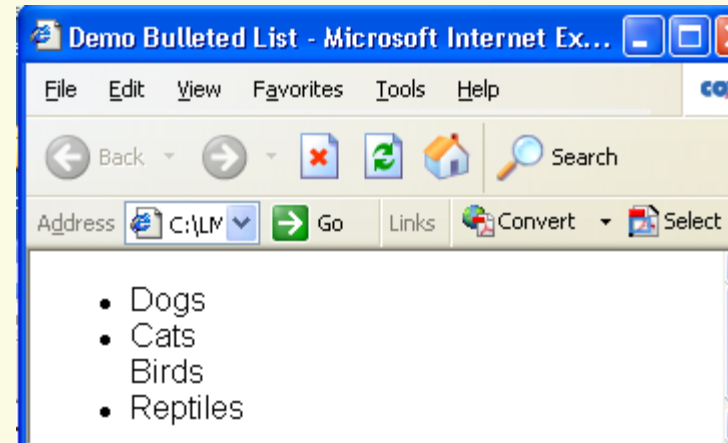 Demo Bulleted List - Microsoft Internet Ex...
File Edit View Favorites Tools Help
Back Search
Address C:\LM Go Links Convert Select
• Dogs
• Cats
Birds
• Reptiles